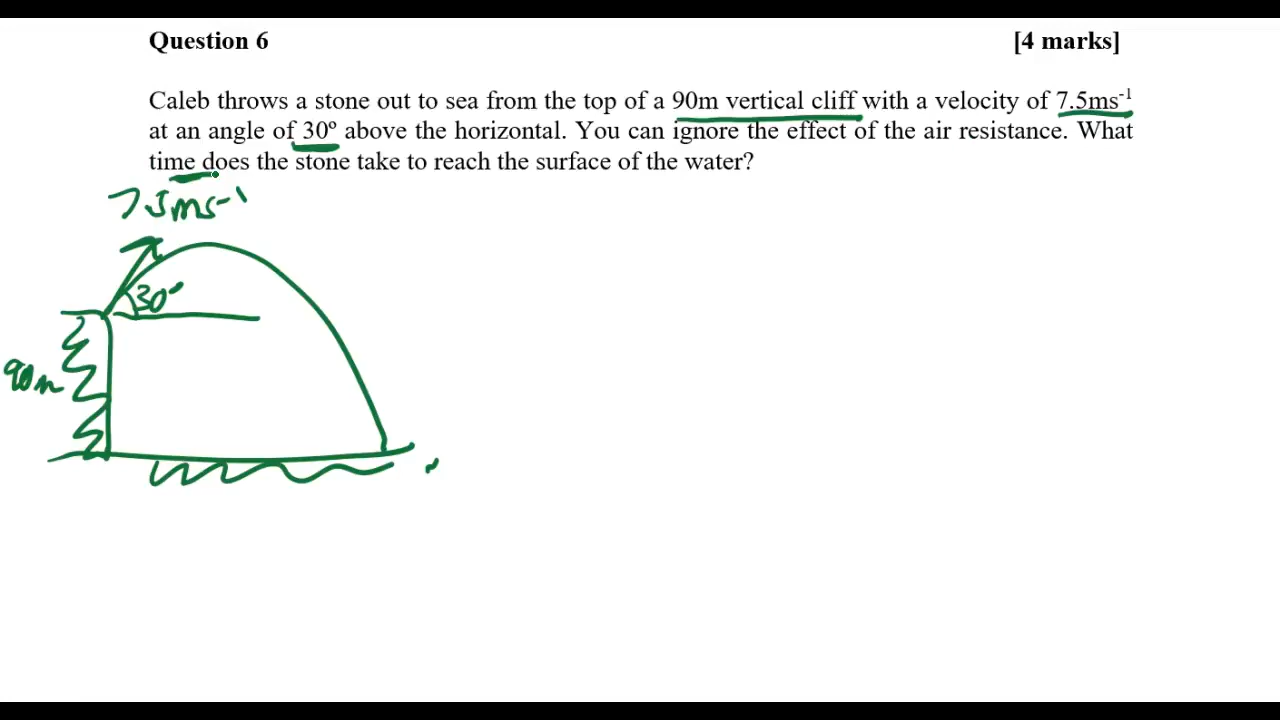 Question 6 [4 marks]
Caleb throws a stone out to sea from the top of a 90m vertical cliff with a velocity of 7.5ms⁻¹
at an angle of 30º above the horizontal. You can ignore the effect of the air resistance. What
time does the stone take to reach the surface of the water?
7.5ms⁻¹
30°
90m